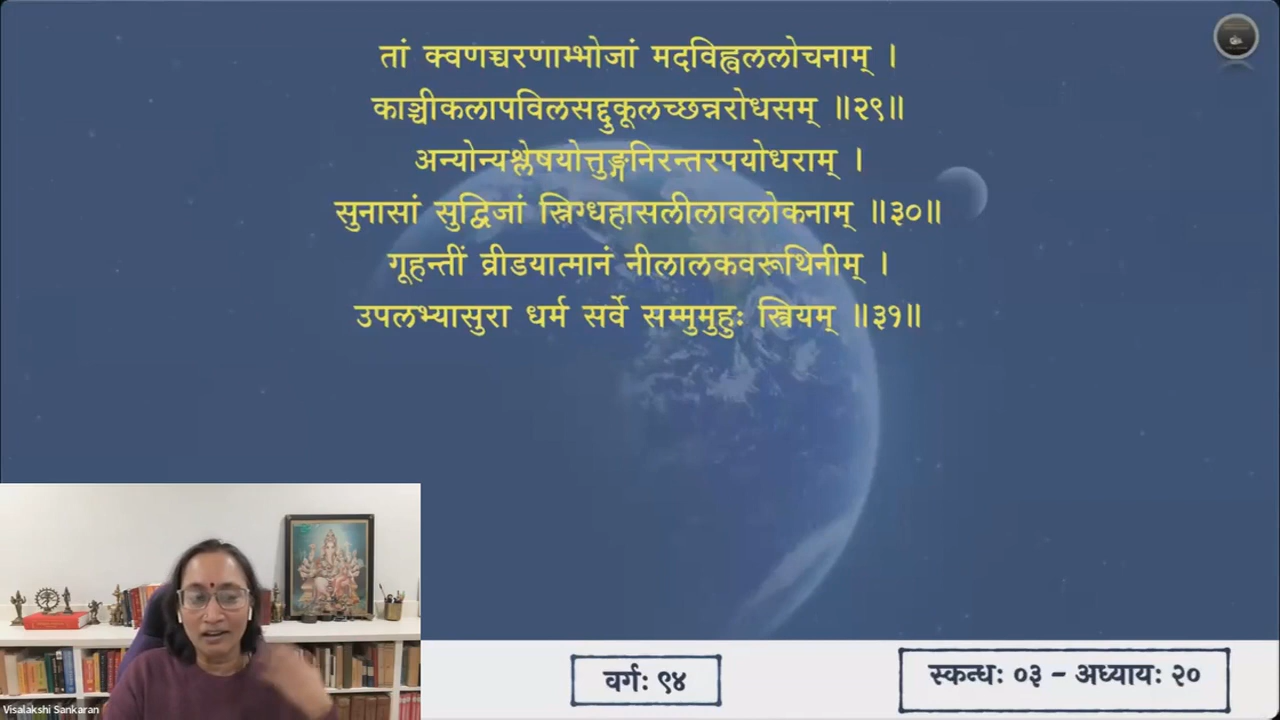 तां क्वणच्चरणाम्भोजां मदविह्वललोचनाम् ।
काञ्चीकलापविलसद्दुकूलच्छन्नरोधसम् ॥२९॥
अन्योन्यश्लेषयोत्तुङ्गनिरन्तरपयोधराम् ।
सुनासां सुद्विजां स्निग्धहासलीलावलोकनाम् ॥३०॥
गूहन्तीं व्रीडयात्मानं नीलालकवरूथिनीम् ।
उपलभ्यासुरा धर्म सर्वे सम्मुमुहुः स्त्रियम् ॥३१॥
Visalakshi Sankaran
वर्गः ९४
स्कन्धः ०३ - अध्यायः २०